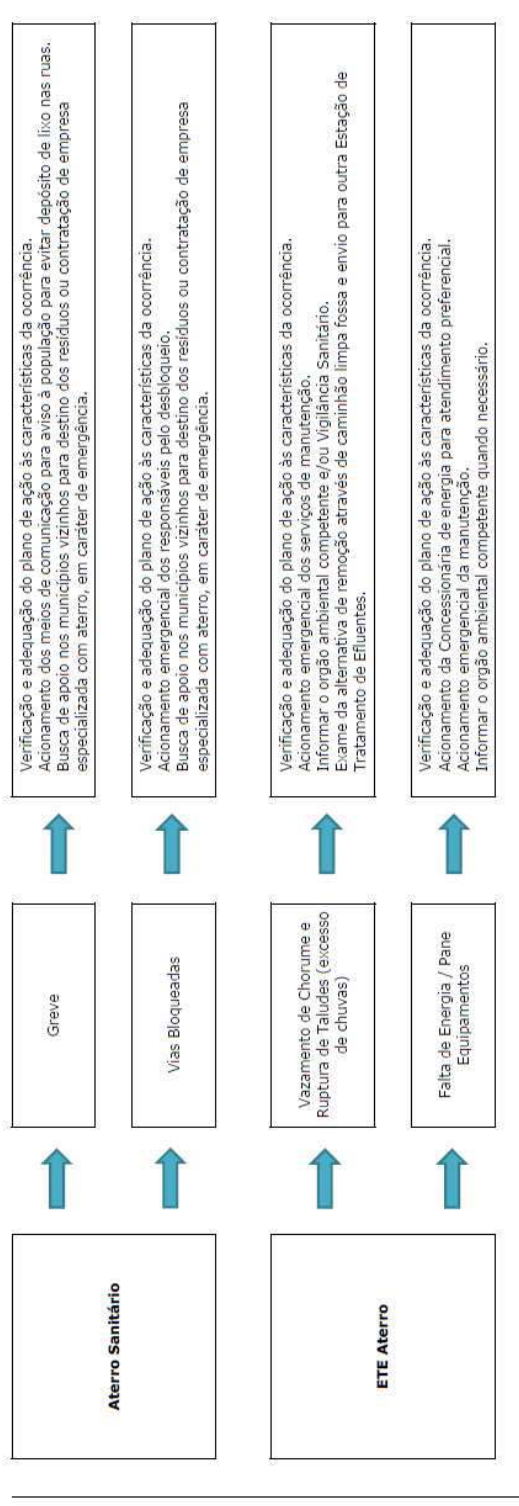 Aterro Sanitário
Greve
Verificação e adequação do plano de ação às características da ocorrência.
Acionamento dos meios de comunicação para aviso à população para evitar depósito de lixo nas ruas.
Busca de apoio nos municípios vizinhos para destino dos resíduos ou contratação de empresa
especializada com aterro, em caráter de emergência.
Vias Bloqueadas
Verificação e adequação do plano de ação às características da ocorrência.
Acionamento emergencial dos responsáveis pelo desbloqueio.
Busca de apoio nos municípios vizinhos para destino dos resíduos ou contratação de empresa
especializada com aterro, em caráter de emergência.
ETE Aterro
Vazamento de Chorume e
Ruptura de Taludes (excesso
de chuvas)
Verificação e adequação do plano de ação às características da ocorrência.
Acionamento emergencial dos serviços de manutenção.
Informar o orgão ambiental competente e/ou Vigilância Sanitário.
Exame da alternativa de remoção através de caminhão limpa fossa e envio para outra Estação de
Tratamento de Efluentes.
Falta de Energia / Pane
Equipamentos
Verificação e adequação do plano de ação às características da ocorrência.
Acionamento da Concessionária de energia para atendimento preferencial.
Acionamento emergencial da manutenção.
Informar o orgão ambiental competente quando necessário.